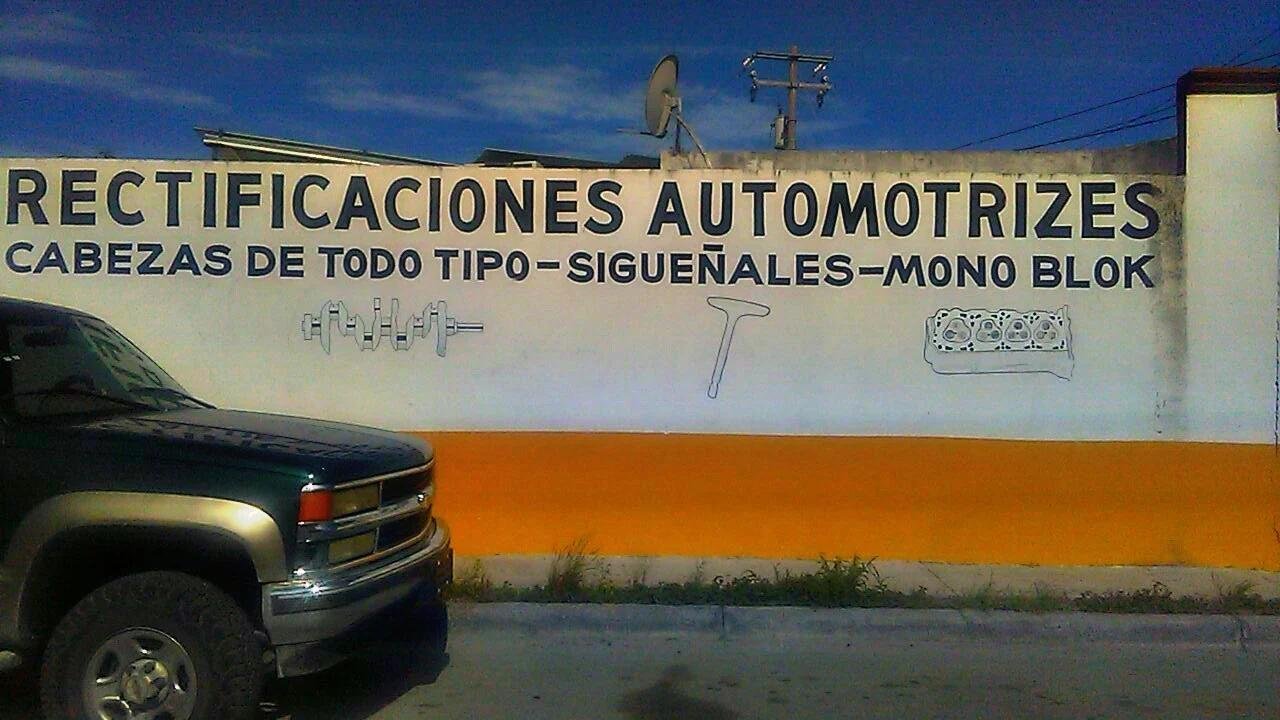 RECTIFICACIONES AUTOMOTRIZES
CABEZAS DE TODO TIPO-SIGUEÑALES-MONO BLOK